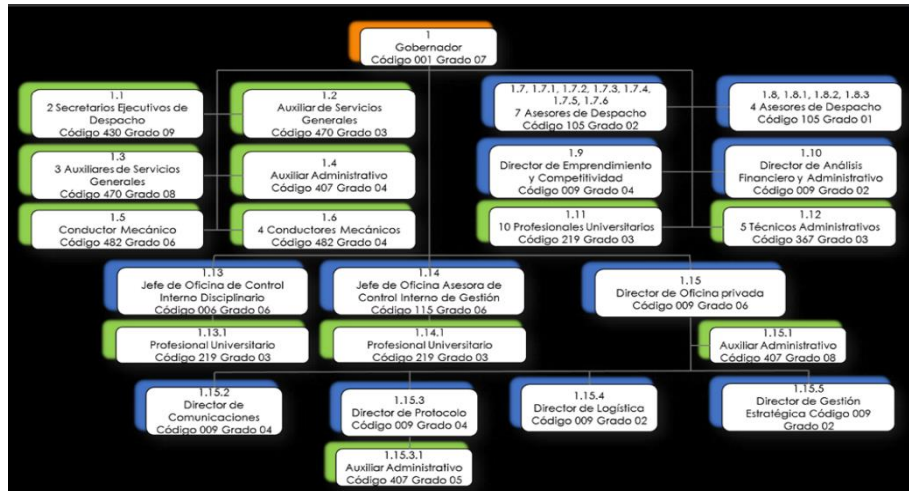 1
Gobernador
Código 001 Grado 07
1.1
2 Secretarios Ejecutivos de
Despacho
Código 430 Grado 09
1.2
Auxiliar de Servicios
Generales
Código 470 Grado 03
1.7, 1.7.1, 1.7.2, 1.7.3, 1.7.4,
1.7.5, 1.7.6
7 Asesores de Despacho
Código 105 Grado 02
1.8, 1.8.1, 1.8.2, 1.8.3
4 Asesores de Despacho
Código 105 Grado 01
1.3
3 Auxiliares de Servicios
Generales
Código 470 Grado 08
1.4
Auxiliar Administrativo
Código 407 Grado 04
1.9
Director de Emprendimiento
y Competitividad
Código 009 Grado 04
1.10
Director de Análisis
Financiero y Administrativo
Código 009 Grado 02
1.5
Conductor Mecánico
Código 482 Grado 06
1.6
4 Conductores Mecánicos
Código 482 Grado 04
1.11
10 Profesionales Universitarios
Código 219 Grado 03
1.12
5 Técnicos Administrativos
Código 367 Grado 03
1.13
Jefe de Oficina de Control
Interno Disciplinario
Código 006 Grado 06
1.14
Jefe de Oficina Asesora de
Control Interno de Gestión
Código 115 Grado 06
1.15
Director de Oficina privada
Código 009 Grado 06
1.13.1
Profesional Universitario
Código 219 Grado 03
1.14.1
Profesional Universitario
Código 219 Grado 03
1.15.1
Auxiliar Administrativo
Código 407 Grado 08
1.15.2
Director de
Comunicaciones
Código 009 Grado 04
1.15.3
Director de Protocolo
Código 009 Grado 04
1.15.4
Director de Logística
Código 009 Grado 02
1.15.5
Director de Gestión
Estratégica Código 009
Grado 02
1.15.3.1
Auxiliar Administrativo
Código 407 Grado 05